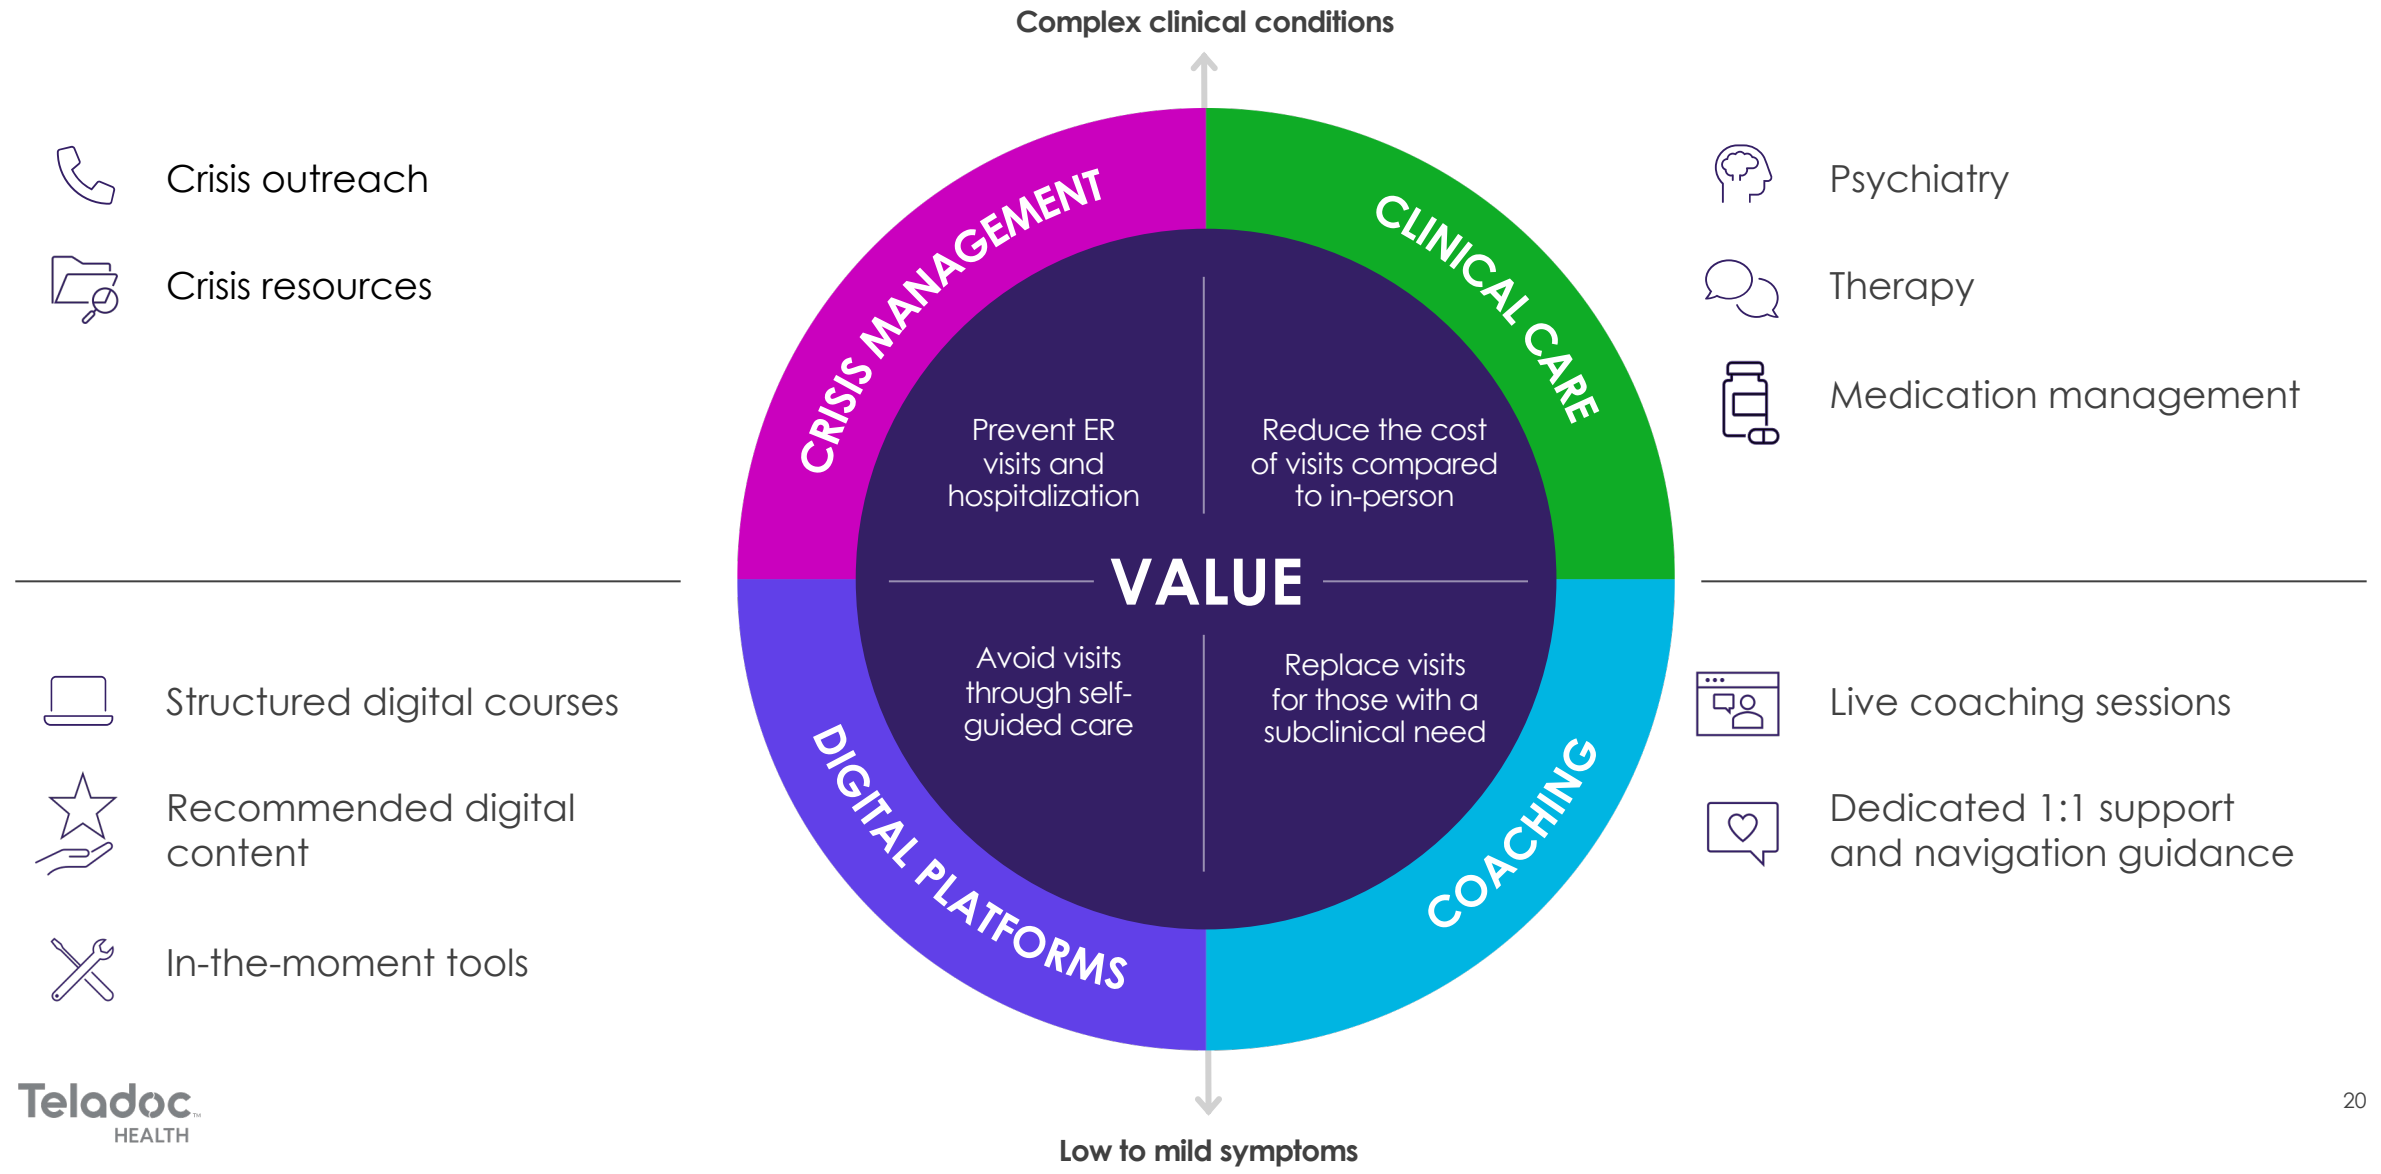 Complex clinical conditions
Crisis outreach
Crisis resources
CRISIS MANAGEMENT
CLINICAL CARE
Psychiatry
Therapy
Medication management
Prevent ER
visits and
hospitalization
Reduce the cost
of visits compared
to in-person
VALUE
Avoid visits
through self-
guided care
Replace visits
for those with a
subclinical need
Structured digital courses
Recommended digital
content
In-the-moment tools
DIGITAL PLATFORMS
COACHING
Live coaching sessions
Dedicated 1:1 support
and navigation guidance
Teladoc™
HEALTH
20
Low to mild symptoms